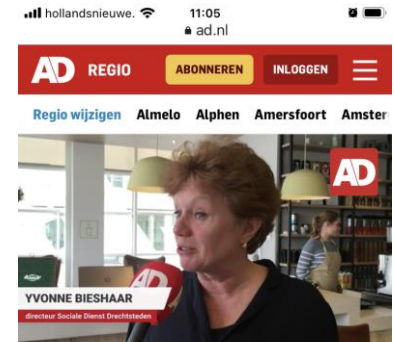 hollandsnieuwe. 11:05
ad.nl
AD REGIO ABONNEREN INLOGGEN
Regio wijzigen Almelo Alphen Amersfoort Amster
AD
AD
YVONNE BIESHAAR
directeur Sociale Dienst Drechtsteden